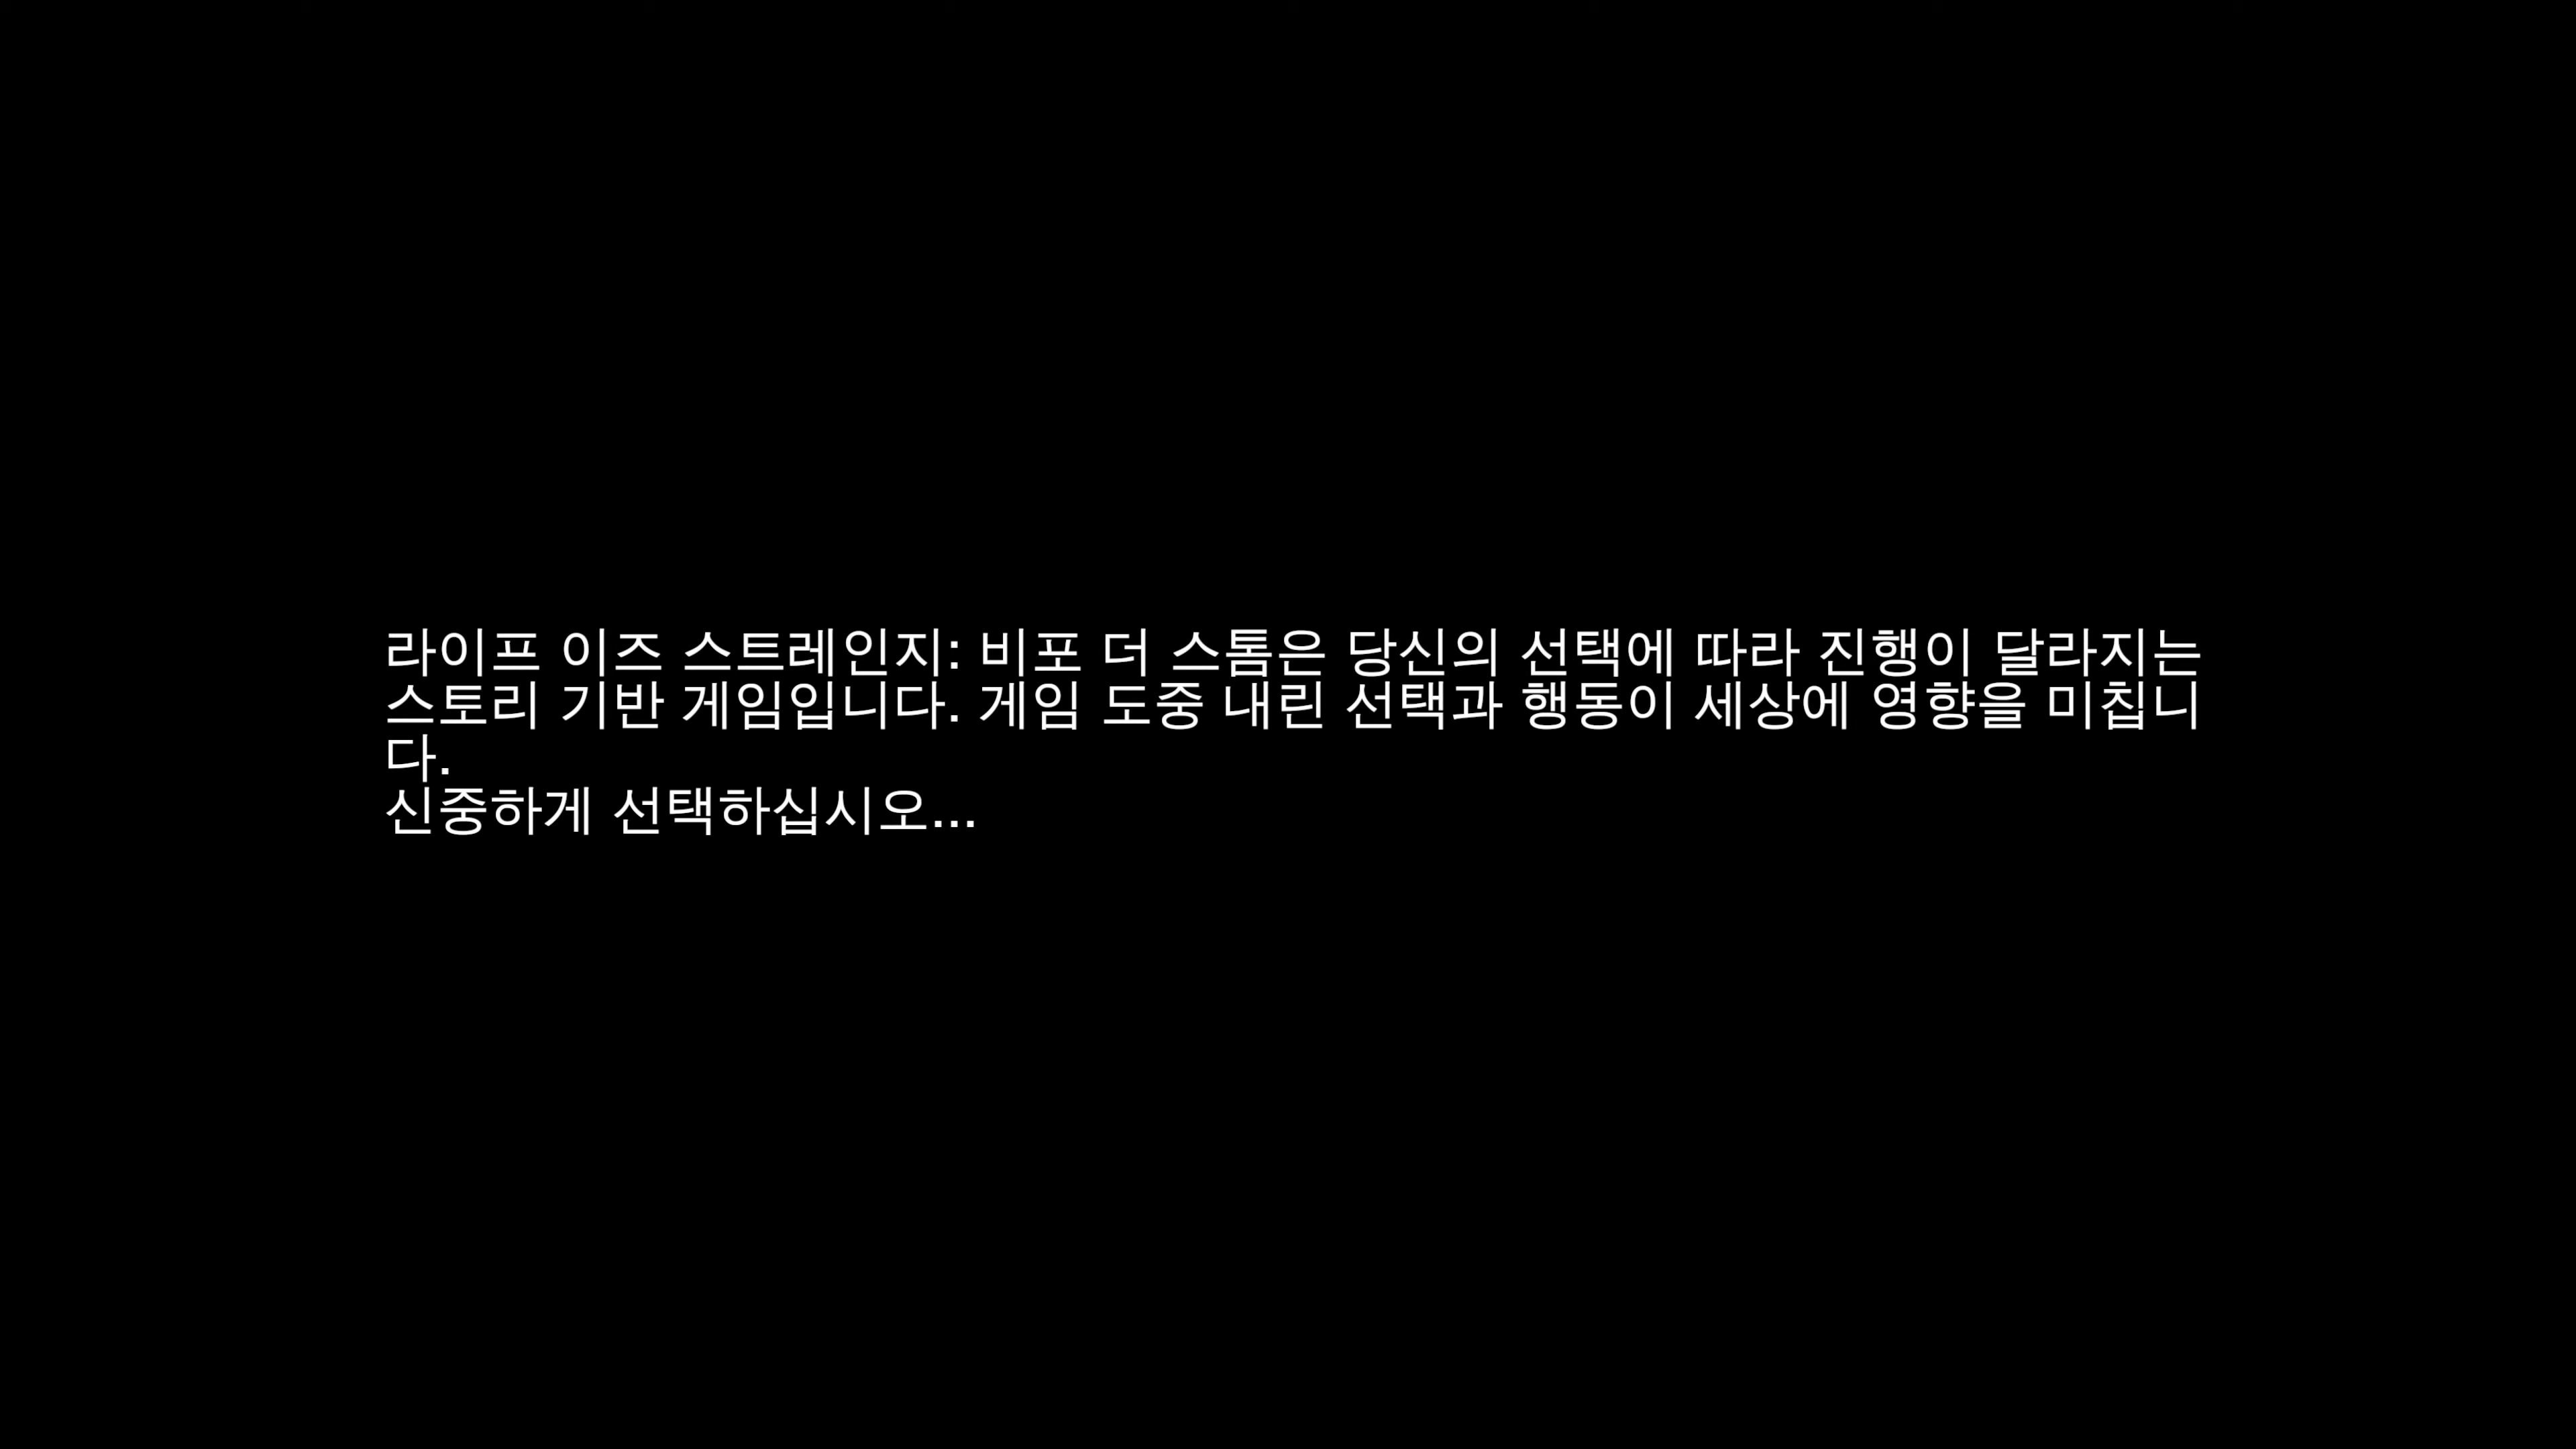 라이프 이즈 스트레인지: 비포 더 스톰은 당신의 선택에 따라 진행이 달라지는
스토리 기반 게임입니다. 게임 도중 내린 선택과 행동이 세상에 영향을 미칩니
다.
신중하게 선택하십시오...